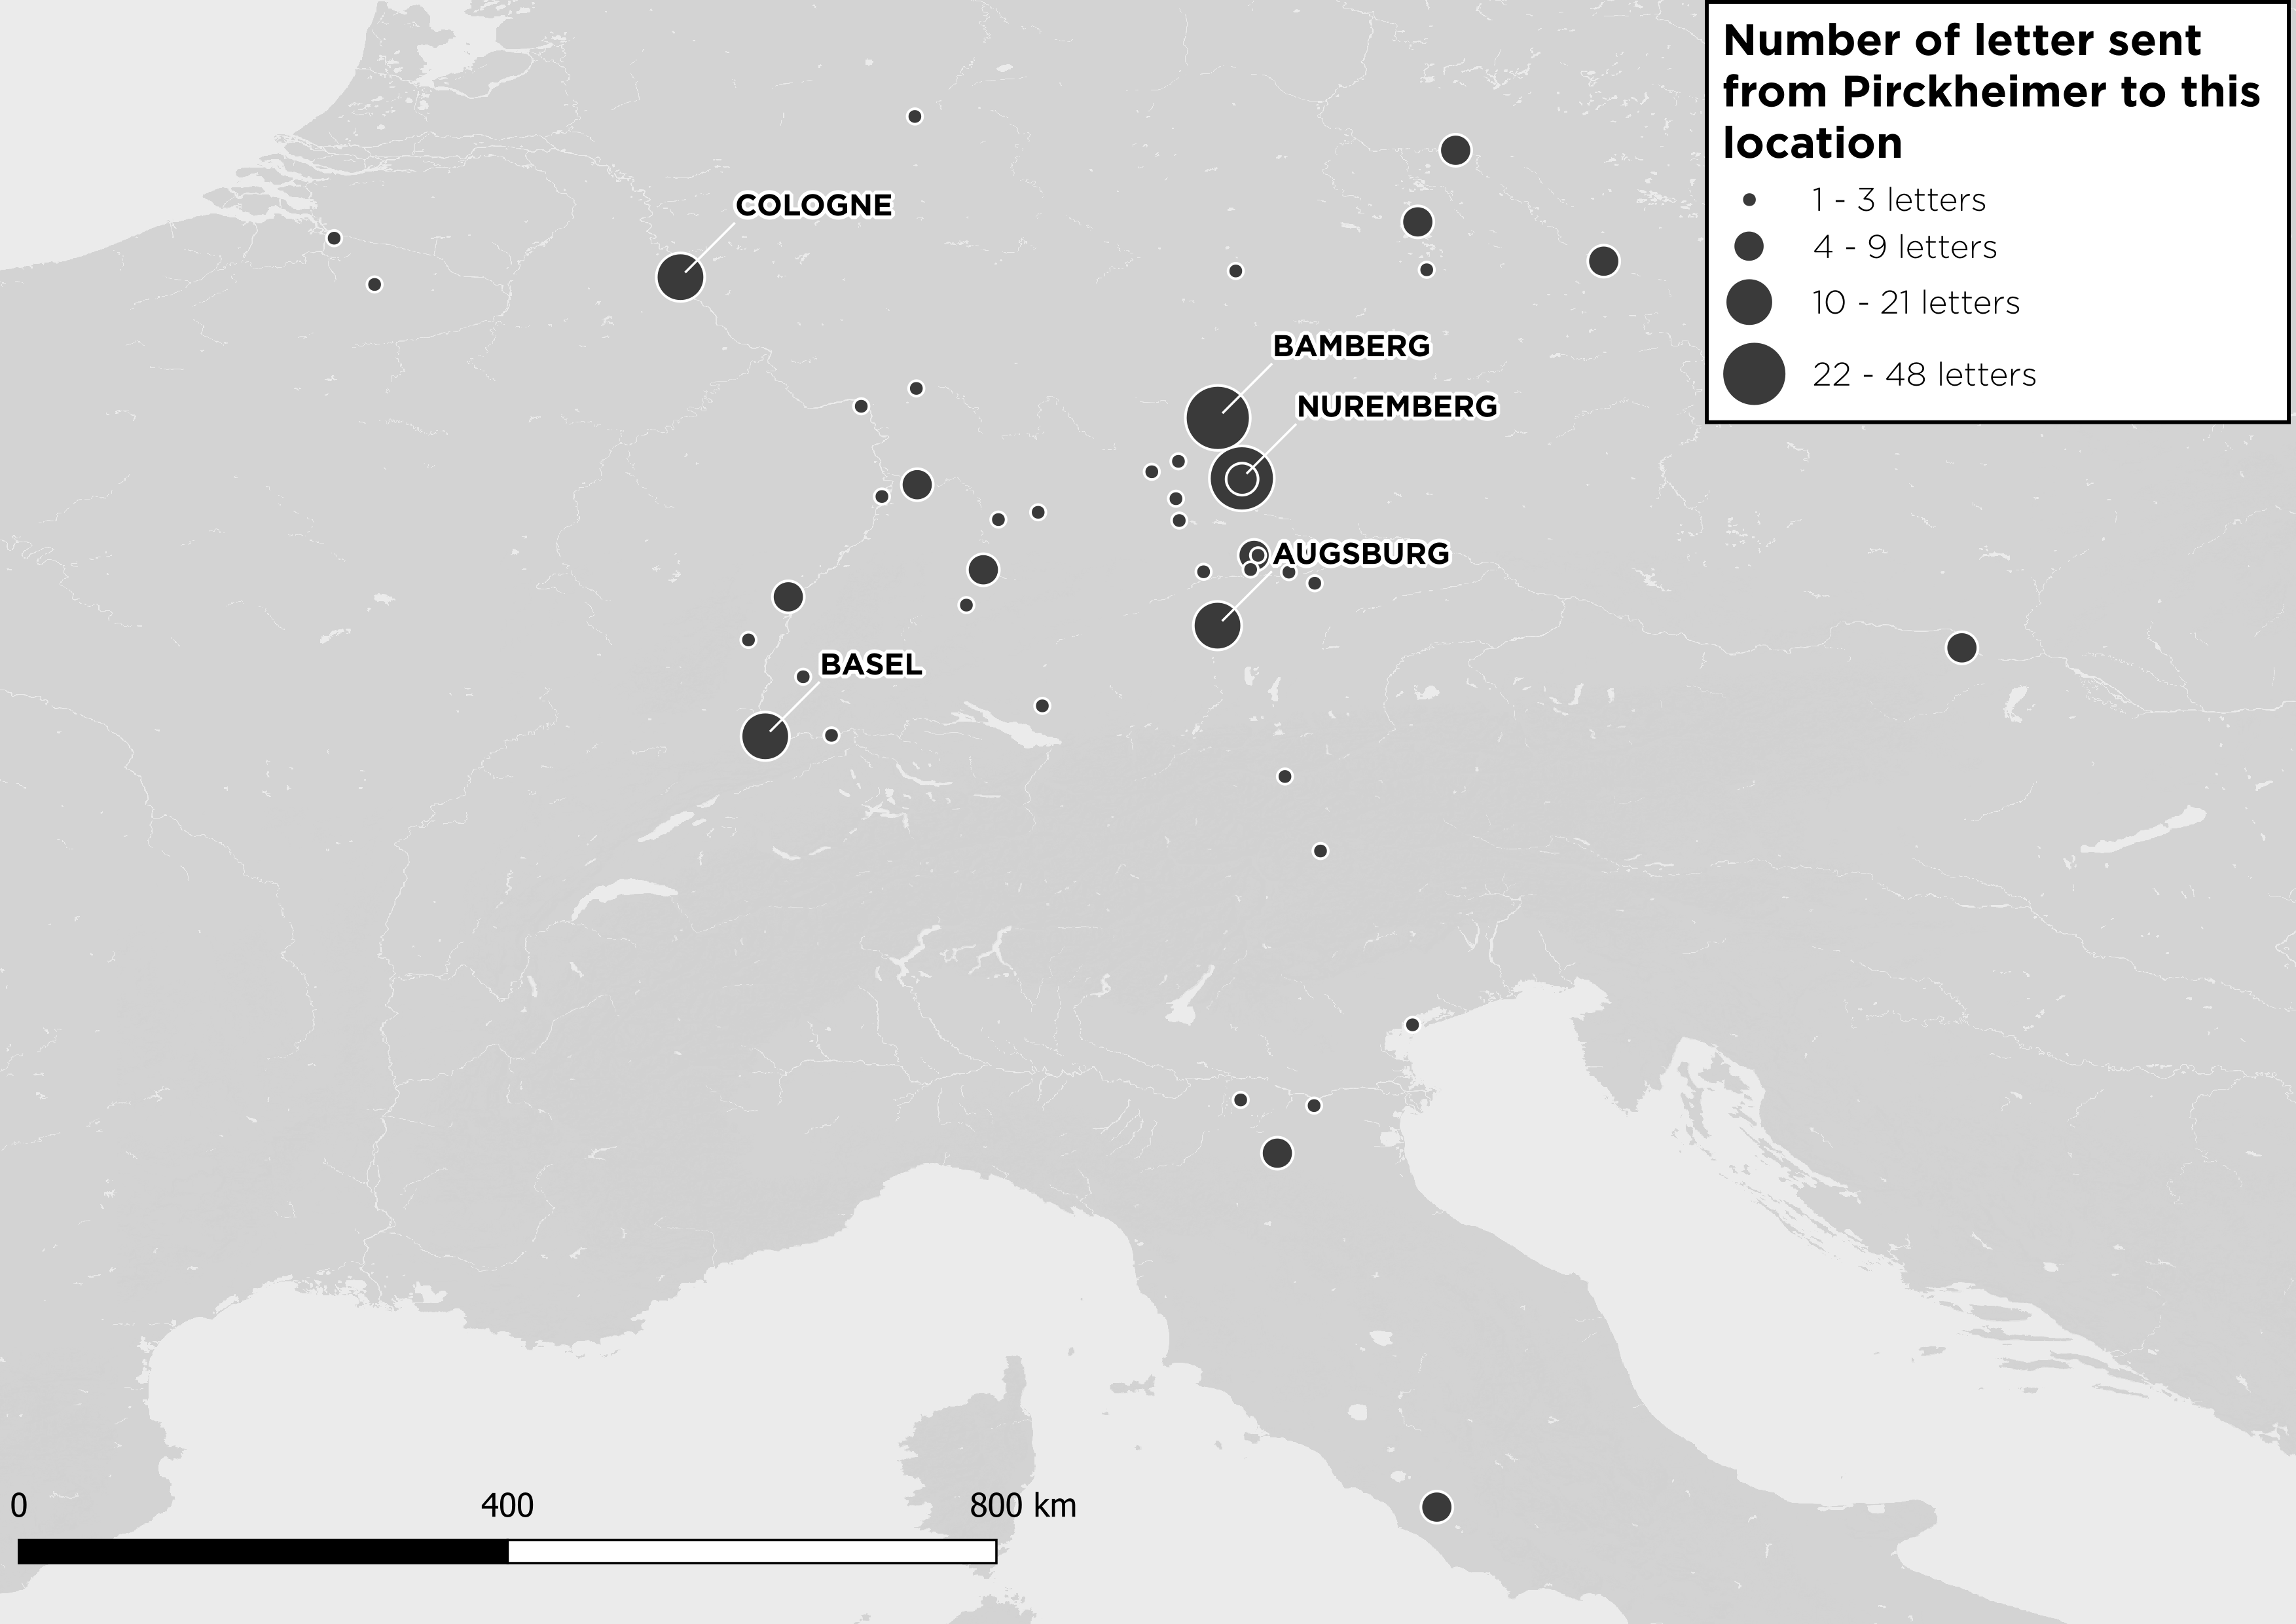 Number of letter sent
from Pirckheimer to this
location
1 - 3 letters
4 - 9 letters
10 - 21 letters
22 - 48 letters
COLOGNE
BAMBERG
NUREMBERG
AUGSBURG
BASEL
0 400 800 km